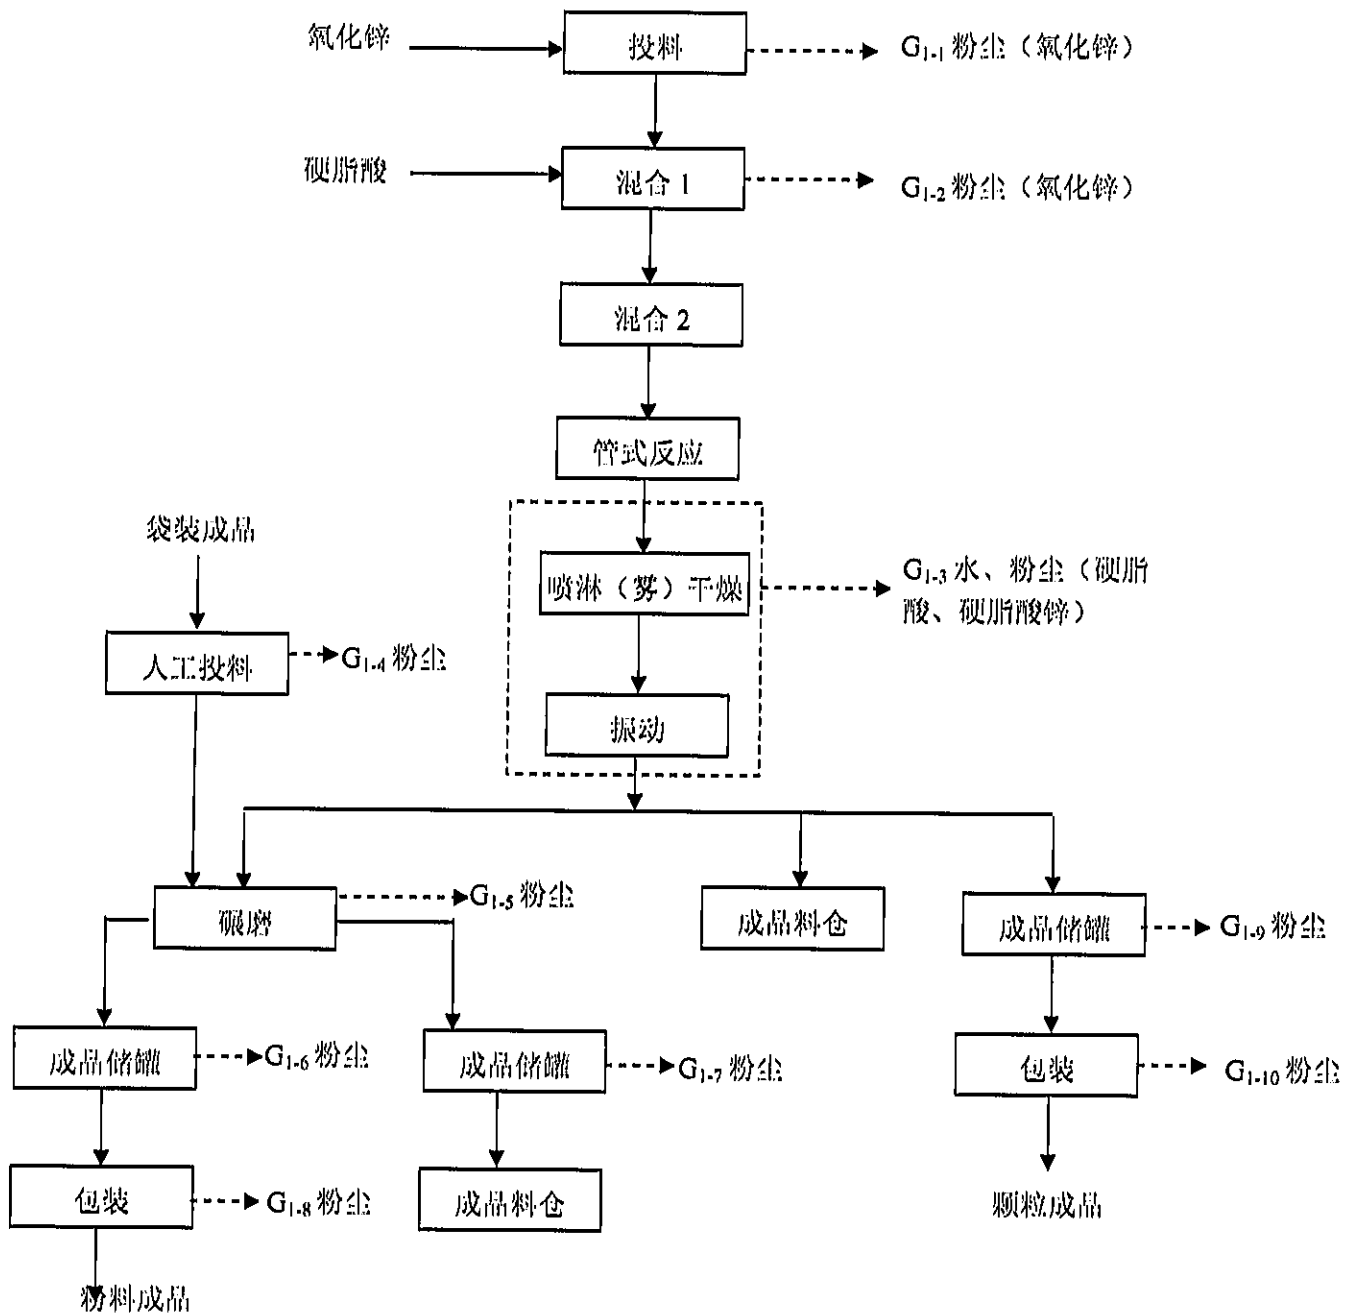 氧化锌
投料
G1-1 粉尘（氧化锌）
硬脂酸
混合 1
G1-2 粉尘（氧化锌）
混合 2
管式反应
袋装成品
喷淋（雾）干燥
G1-3 水、粉尘（硬脂
酸、硬脂酸锌）
人工投料
G1-4 粉尘
振动
碾磨
G1-5 粉尘
成品料仓
成品储罐
G1-9 粉尘
成品储罐
G1-6 粉尘
成品储罐
G1-7 粉尘
包装
G1-10 粉尘
包装
G1-8 粉尘
成品料仓
颗粒成品
粉料成品